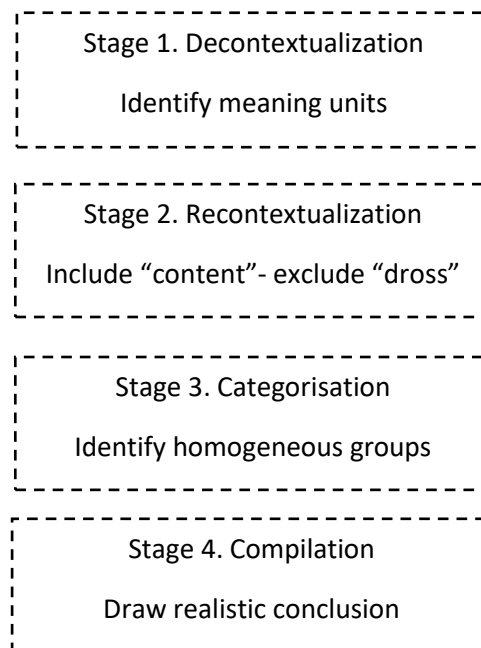 Stage 1. Decontextualization
Identify meaning units
Stage 2. Recontextualization
Include “content”- exclude “dross”
Stage 3. Categorisation
Identify homogeneous groups
Stage 4. Compilation
Draw realistic conclusion